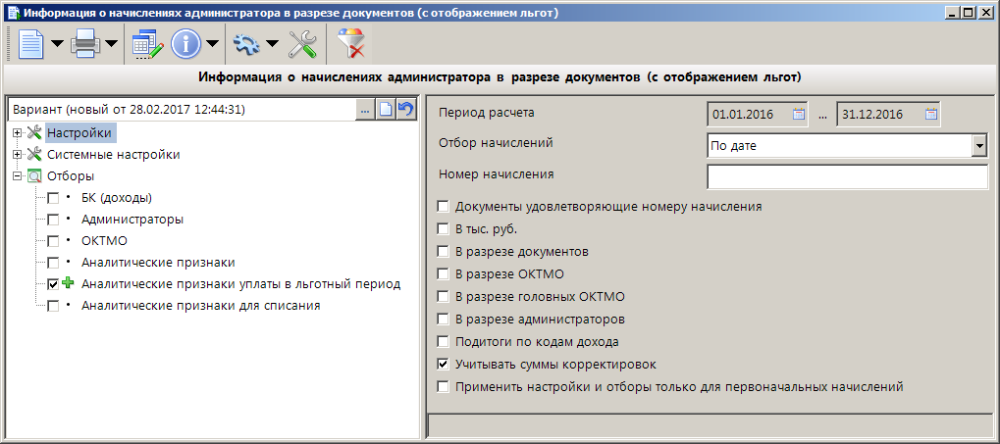 Информация о начислениях администратора в разрезе документов (с отображением льгот)
Информация о начислениях администратора в разрезе документов (с отображением льгот)
Вариант (новый от 28.02.2017 12:44:31)
...
Настройки
Системные настройки
Отборы
БК (доходы)
Администраторы
ОКТМО
Аналитические признаки
Аналитические признаки уплаты в льготный период
Аналитические признаки для списания
Период расчета 01.01.2016 ... 31.12.2016
Отбор начислений По дате
Номер начисления
Документы удовлетворяющие номеру начисления
В тыс. руб.
В разрезе документов
В разрезе ОКТМО
В разрезе головных ОКТМО
В разрезе администраторов
Подитоги по кодам дохода
Учитывать суммы корректировок
Применить настройки и отборы только для первоначальных начислений